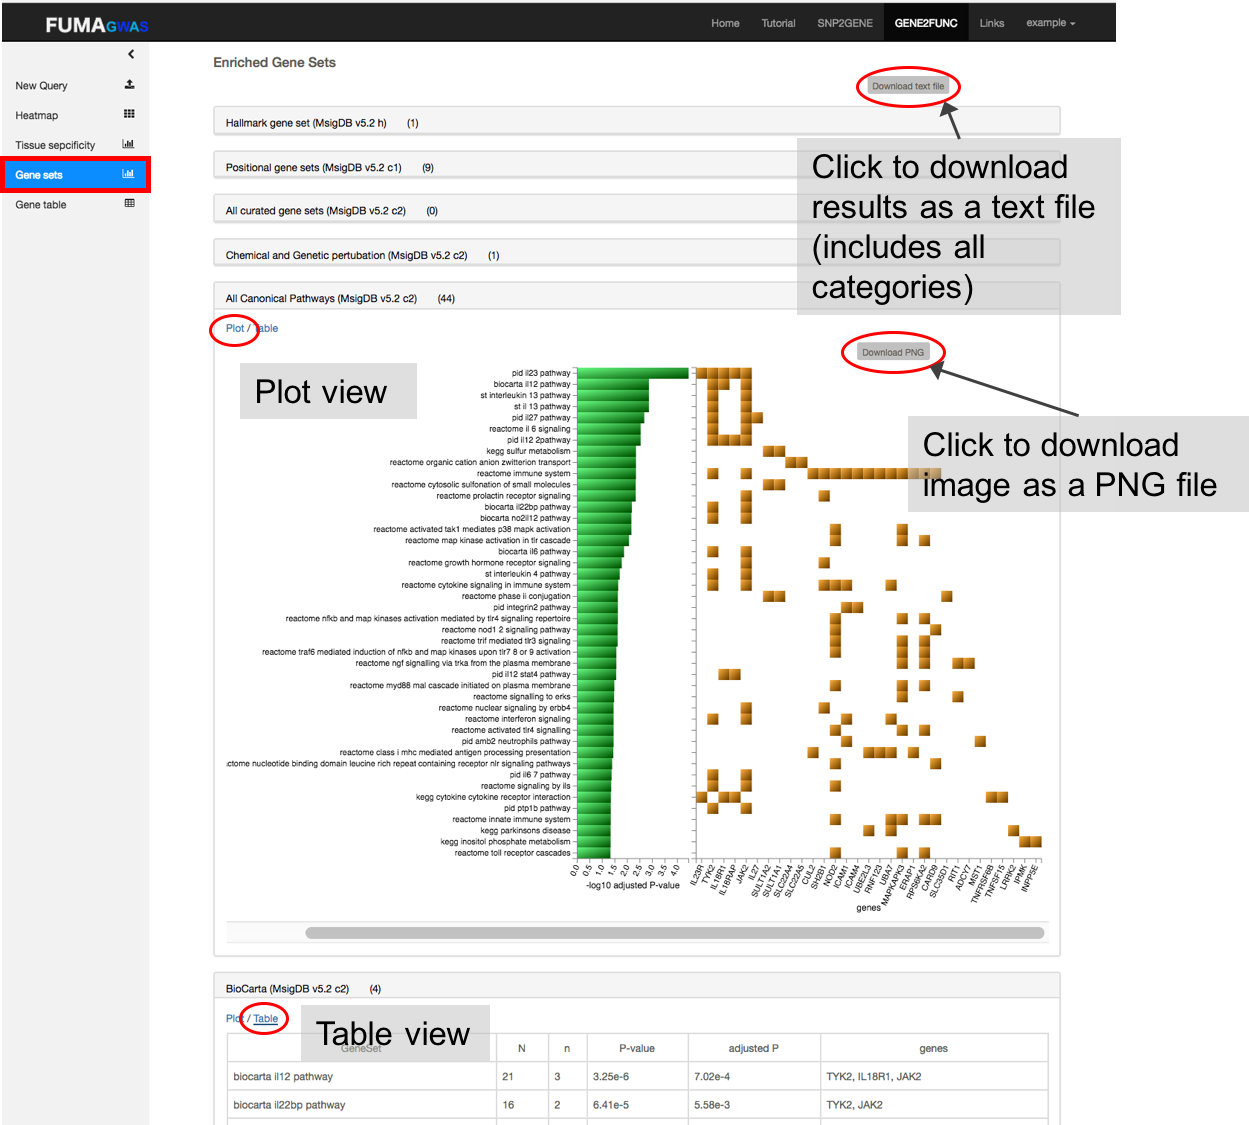 FUMAGWAS
Home Tutorial SNP2GENE GENE2FUNC Links example
New Query
Heatmap
Tissue sepcificity
Gene sets
Gene table
Enriched Gene Sets
Download text file
Hallmark gene set (MsigDB v5.2 h) (1)
Positional gene sets (MsigDB v5.2 c1) (9)
All curated gene sets (MsigDB v5.2 c2) (0)
Chemical and Genetic pertubation (MsigDB v5.2 c2) (1)
Click to download
results as a text file
(includes all
categories)
All Canonical Pathways (MsigDB v5.2 c2) (44)
Plot / Table
Download PNG
Plot view
Click to download
image as a PNG file
pid il23 pathway
biocarta il12 pathway
st interleukin 13 pathway
st il 13 pathway
pid il27 pathway
reactome il 6 signaling
pid il12 2pathway
kegg sulfur metabolism
reactome organic cation anion zwitterion transport
reactome immune system
reactome cytosolic sulfonation of small molecules
reactome prolactin receptor signaling
biocarta il22bp pathway
biocarta no2il12 pathway
reactome activated tak1 mediates p38 mapk activation
reactome map kinase activation in tlr cascade
biocarta il6 pathway
reactome growth hormone receptor signaling
st interleukin 4 pathway
reactome cytokine signaling in immune system
reactome phase ii conjugation
pid integrin2 pathway
reactome nfkb and map kinases activation mediated by tlr4 signaling repertoire
reactome nod1 2 signaling pathway
reactome trif mediated tlr3 signaling
reactome traf6 mediated induction of nfkb and map kinases upon tlr7 8 or 9 activation
reactome ngf signalling via trka from the plasma membrane
pid il12 stat4 pathway
reactome myd88 mal cascade initiated on plasma membrane
reactome signalling to erks
reactome nuclear signaling by erbb4
reactome interferon signaling
reactome activated tlr4 signalling
pid amb2 neutrophils pathway
reactome class i mhc mediated antigen processing presentation
ctome nucleotide binding domain leucine rich repeat containing receptor nlr signaling pathways
pid il6 7 pathway
reactome signaling by ils
kegg cytokine cytokine receptor interaction
pid ptp1b pathway
reactome innate immune system
kegg parkinsons disease
kegg inositol phosphate metabolism
reactome toll receptor cascades
0.0 0.5 1.0 1.5 2.0 2.5 3.0 3.5 4.0
-log10 adjusted P-value
IL23R TYK2 IL18R1 IL18RAP JAK2 IL27 SULT1A2 SULT1A1 SLC22A4 SLC22A5 CUL2 SH2B1 NOD2 ICAM1 ICAM4 UBE2L3 RNF123 UBA7 MAPKAPK3 ERAP1 RPS6KA2 CARD9 SLC35D1 RIT1 ADCY7 MST1 TNFRSF6B TNFSF15 LRRK2 IPMK INPP5E
genes
BioCarta (MsigDB v5.2 c2) (4)
Plot / Table
Table view
GeneSet N n P-value adjusted P genes
biocarta il12 pathway 21 3 3.25e-6 7.02e-4 TYK2, IL18R1, JAK2
biocarta il22bp pathway 16 2 6.41e-5 5.58e-3 TYK2, JAK2